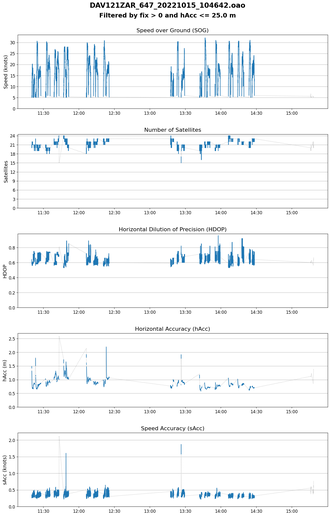 DAV121ZAR_647_20221015_104642.oao
Filtered by fix > 0 and hAcc <= 25.0 m
Speed over Ground (SOG)
Speed (knots)
30
25
20
15
10
5
0
11:30 12:00 12:30 13:00 13:30 14:00 14:30 15:00
Number of Satellites
Satellites
24
21
18
15
12
9
6
3
0
11:30 12:00 12:30 13:00 13:30 14:00 14:30 15:00
Horizontal Dilution of Precision (HDOP)
HDOP
0.8
0.6
0.4
0.2
0.0
11:30 12:00 12:30 13:00 13:30 14:00 14:30 15:00
Horizontal Accuracy (hAcc)
hAcc (m)
2.5
2.0
1.5
1.0
0.5
0.0
11:30 12:00 12:30 13:00 13:30 14:00 14:30 15:00
Speed Accuracy (sAcc)
sAcc (knots)
2.0
1.5
1.0
0.5
0.0
11:30 12:00 12:30 13:00 13:30 14:00 14:30 15:00